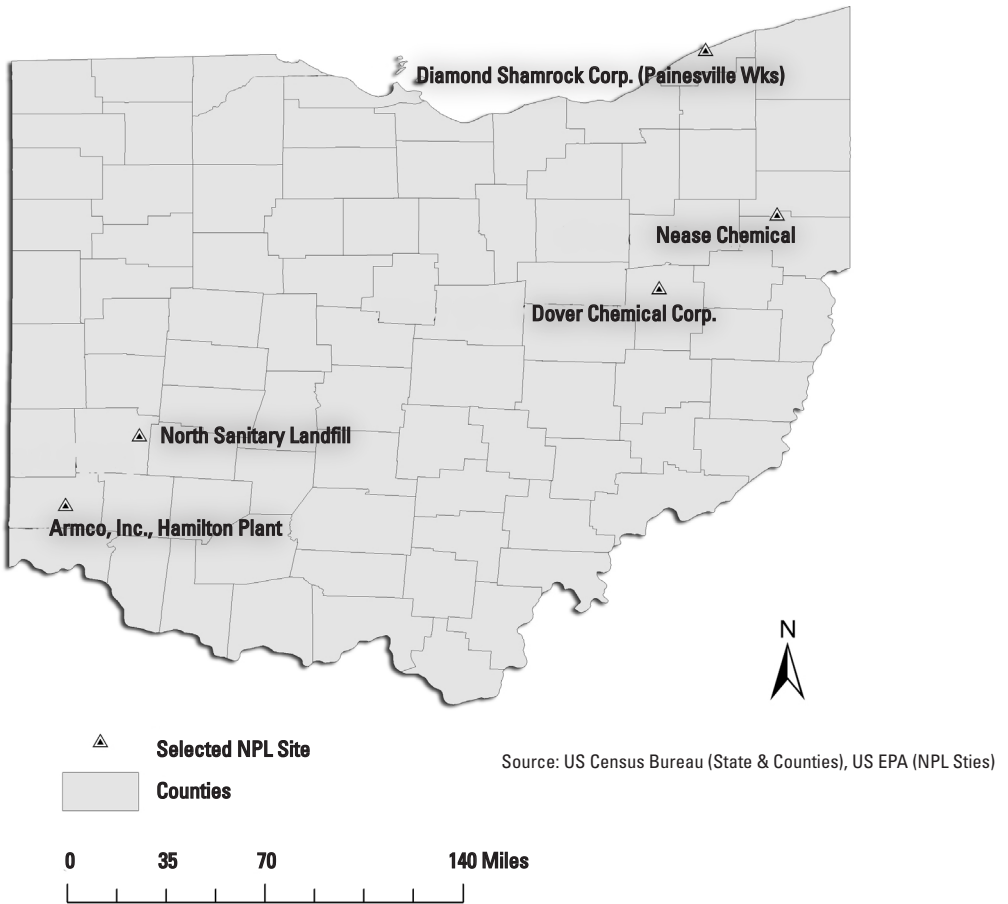 Diamond Shamrock Corp. (Painesville Wks)
Nease Chemical
Dover Chemical Corp.
North Sanitary Landfill
Armco, Inc., Hamilton Plant
N
Selected NPL Site
Source: US Census Bureau (State & Counties), US EPA (NPL Sties)
Counties
0 35 70 140 Miles